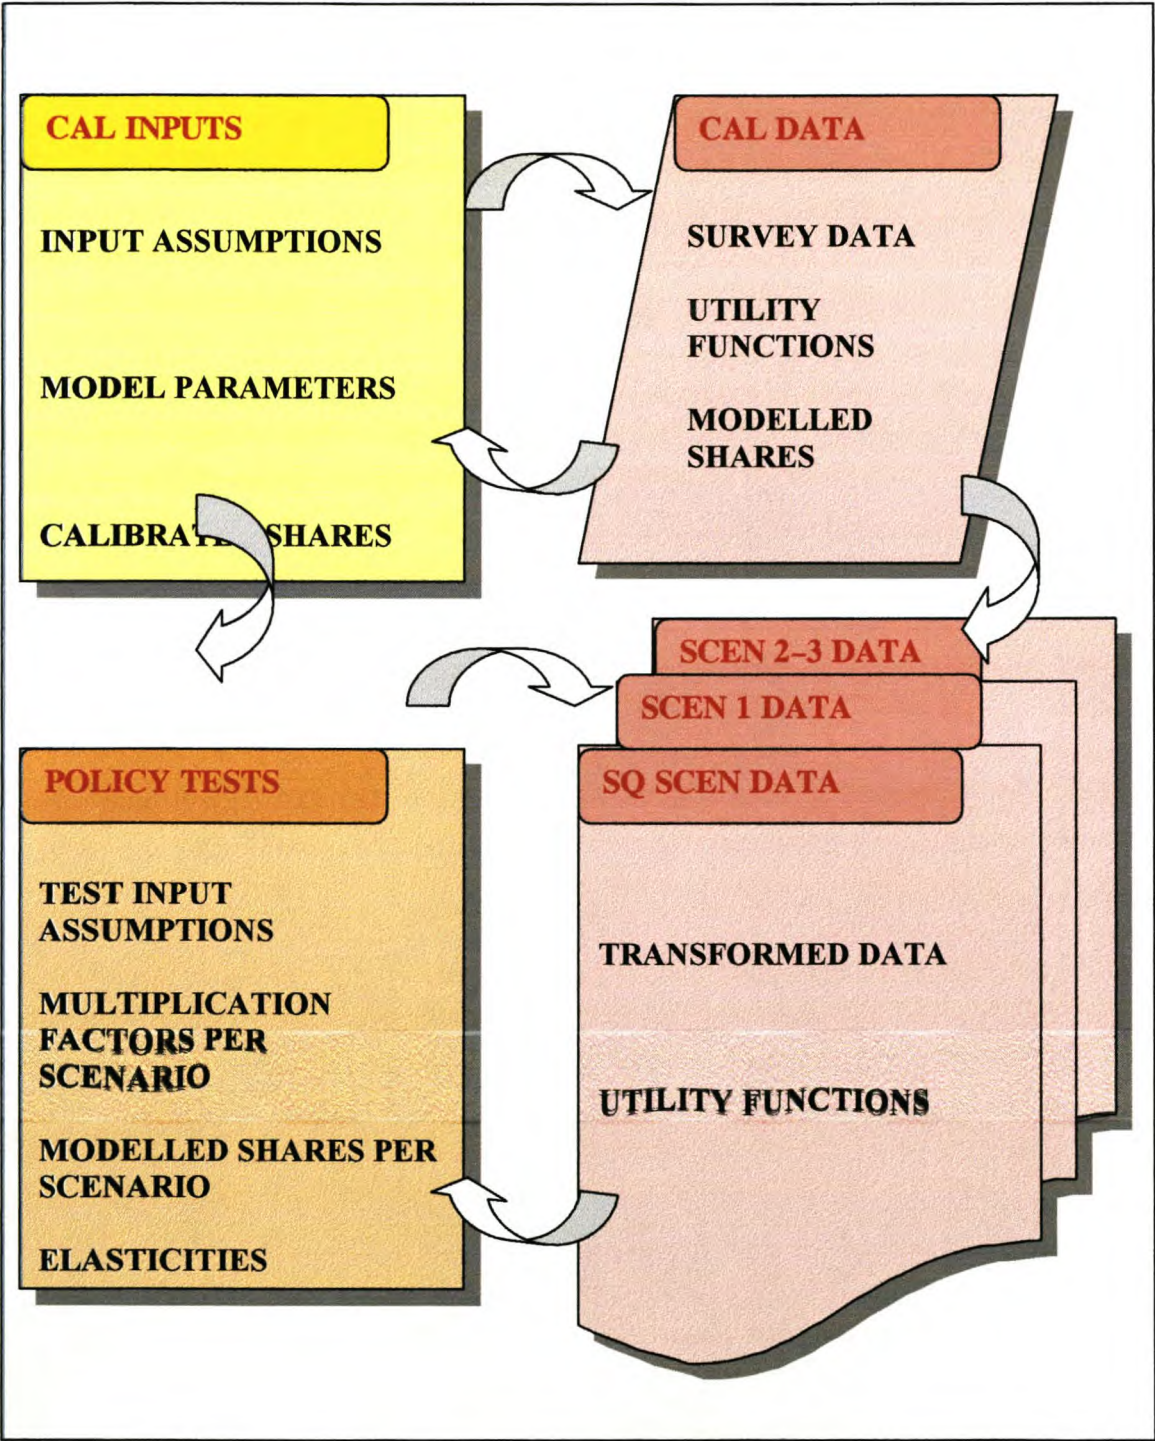 CAL INPUTS
INPUT ASSUMPTIONS
MODEL PARAMETERS
CALIBRATED SHARES
CAL DATA
SURVEY DATA
UTILITY
FUNCTIONS
MODELLED
SHARES
POLICY TESTS
TEST INPUT
ASSUMPTIONS
MULTIPLICATION
FACTORS PER
SCENARIO
MODELLED SHARES PER
SCENARIO
ELASTICITIES
SCEN 2–3 DATA
SCEN 1 DATA
SQ SCEN DATA
TRANSFORMED DATA
UTILITY FUNCTIONS